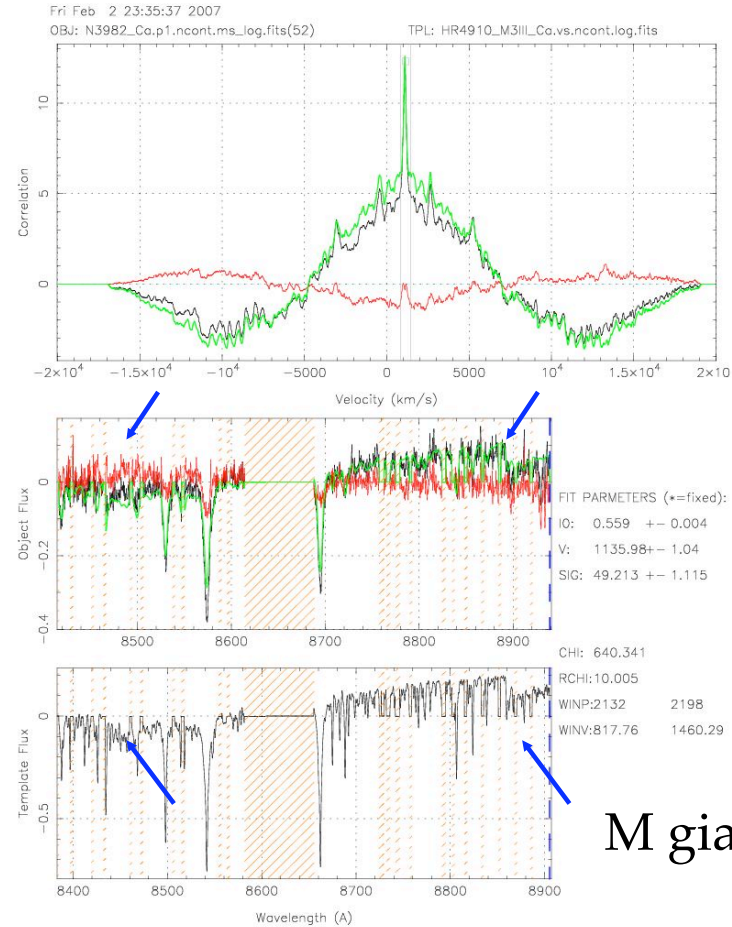 Fri Feb 2 23:35:37 2007
OBJ: N3982_Ca.p1.ncont.ms_log.fits(52) TPL: HR4910_M3III_Ca.vs.ncont.log.fits
10
5
0
Correlation
−2×10⁴ −1.5×10⁴ −10⁴ −5000 0 5000 10⁴ 1.5×10⁴ 2×10
Velocity (km/s)
0
−0.2
−0.4
Object Flux
8500 8600 8700 8800 8900
FIT PARMETERS (*=fixed):
IO: 0.559 +− 0.004
V: 1135.98+− 1.04
SIG: 49.213 +− 1.115
CHI: 640.341
RCHI:10.005
WINP:2132 2198
WINV:817.76 1460.29
0
−0.5
Template Flux
8400 8500 8600 8700 8800 8900
Wavelength (A)
M gia